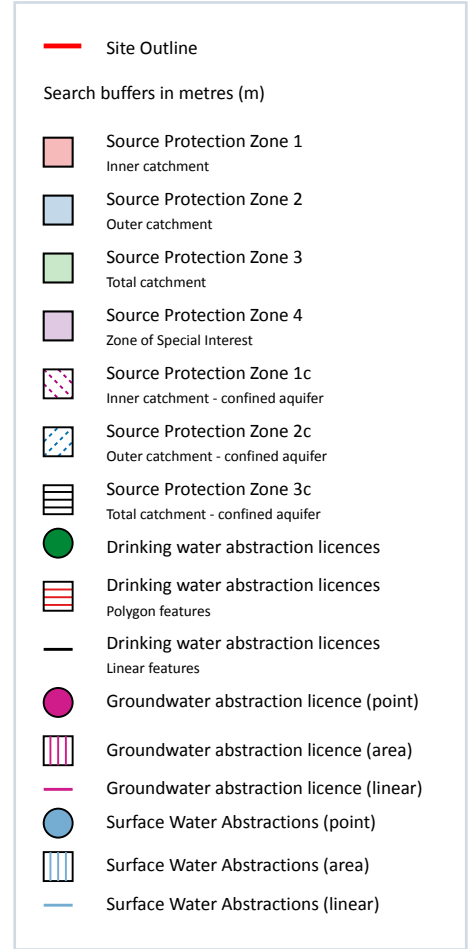 Site Outline
Search buffers in metres (m)
Source Protection Zone 1
Inner catchment
Source Protection Zone 2
Outer catchment
Source Protection Zone 3
Total catchment
Source Protection Zone 4
Zone of Special Interest
Source Protection Zone 1c
Inner catchment - confined aquifer
Source Protection Zone 2c
Outer catchment - confined aquifer
Source Protection Zone 3c
Total catchment - confined aquifer
Drinking water abstraction licences
Drinking water abstraction licences
Polygon features
Drinking water abstraction licences
Linear features
Groundwater abstraction licence (point)
Groundwater abstraction licence (area)
Groundwater abstraction licence (linear)
Surface Water Abstractions (point)
Surface Water Abstractions (area)
Surface Water Abstractions (linear)